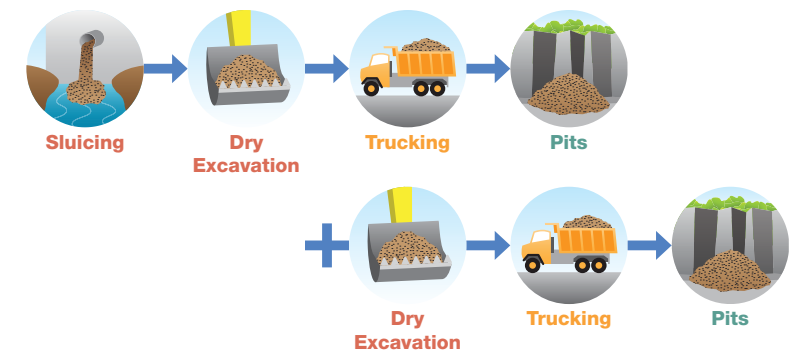 Sluicing
Dry
Excavation
Trucking
Pits
+
Dry
Excavation
Trucking
Pits